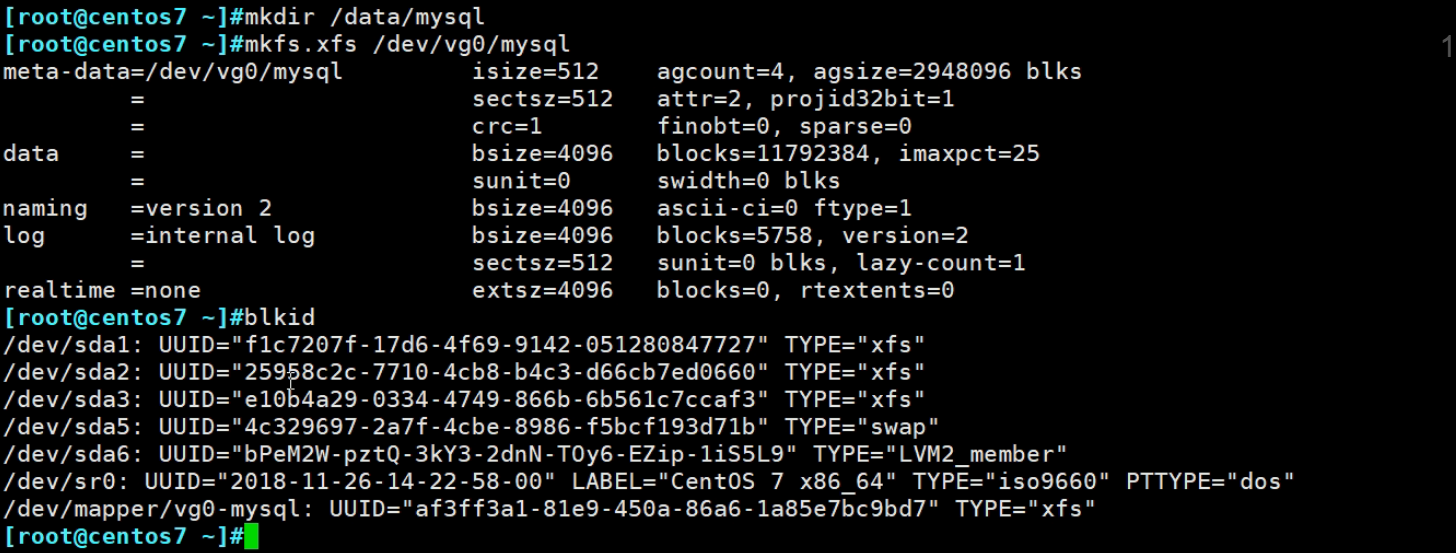 [root@centos7 ~]#mkdir /data/mysql
[root@centos7 ~]#mkfs.xfs /dev/vg0/mysql
1
meta-data=/dev/vg0/mysql         isize=512    agcount=4, agsize=2948096 blks
         =                       sectsz=512   attr=2, projid32bit=1
         =                       crc=1        finobt=0, sparse=0
data     =                       bsize=4096   blocks=11792384, imaxpct=25
         =                       sunit=0      swidth=0 blks
naming   =version 2              bsize=4096   ascii-ci=0 ftype=1
log      =internal log           bsize=4096   blocks=5758, version=2
         =                       sectsz=512   sunit=0 blks, lazy-count=1
realtime =none                   extsz=4096   blocks=0, rtextents=0
[root@centos7 ~]#blkid
/dev/sda1: UUID="f1c7207f-17d6-4f69-9142-051280847727" TYPE="xfs"
/dev/sda2: UUID="25958c2c-7710-4cb8-b4c3-d66cb7ed0660" TYPE="xfs"
/dev/sda3: UUID="e10b4a29-0334-4749-866b-6b561c7ccaf3" TYPE="xfs"
/dev/sda5: UUID="4c329697-2a7f-4cbe-8986-f5bcf193d71b" TYPE="swap"
/dev/sda6: UUID="bPeM2W-pztQ-3kY3-2dnN-TOy6-EZip-1iS5L9" TYPE="LVM2_member"
/dev/sr0: UUID="2018-11-26-14-22-58-00" LABEL="CentOS 7 x86_64" TYPE="iso9660" PTTYPE="dos"
/dev/mapper/vg0-mysql: UUID="af3ff3a1-81e9-450a-86a6-1a85e7bc9bd7" TYPE="xfs"
[root@centos7 ~]#